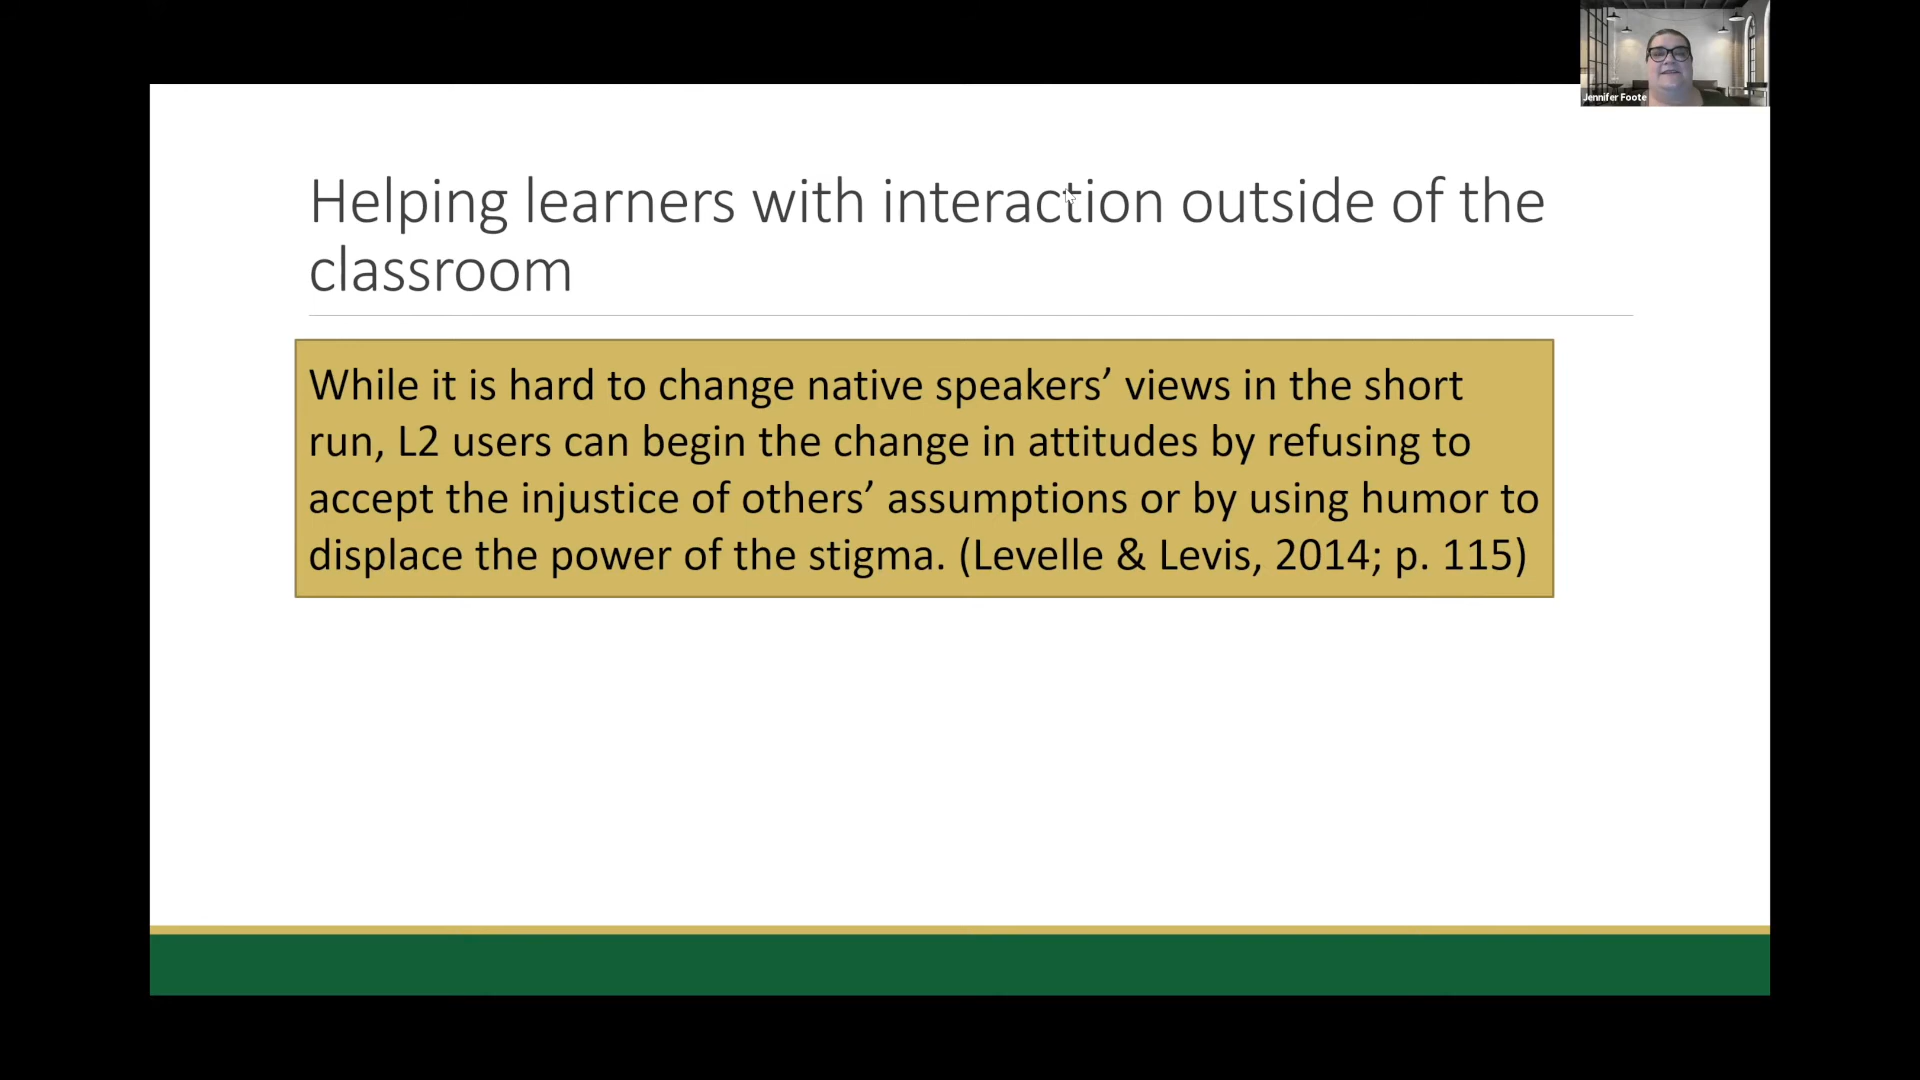 Jennifer Foote
Helping learners with interaction outside of the
classroom
While it is hard to change native speakers’ views in the short
run, L2 users can begin the change in attitudes by refusing to
accept the injustice of others’ assumptions or by using humor to
displace the power of the stigma. (Levelle & Levis, 2014; p. 115)